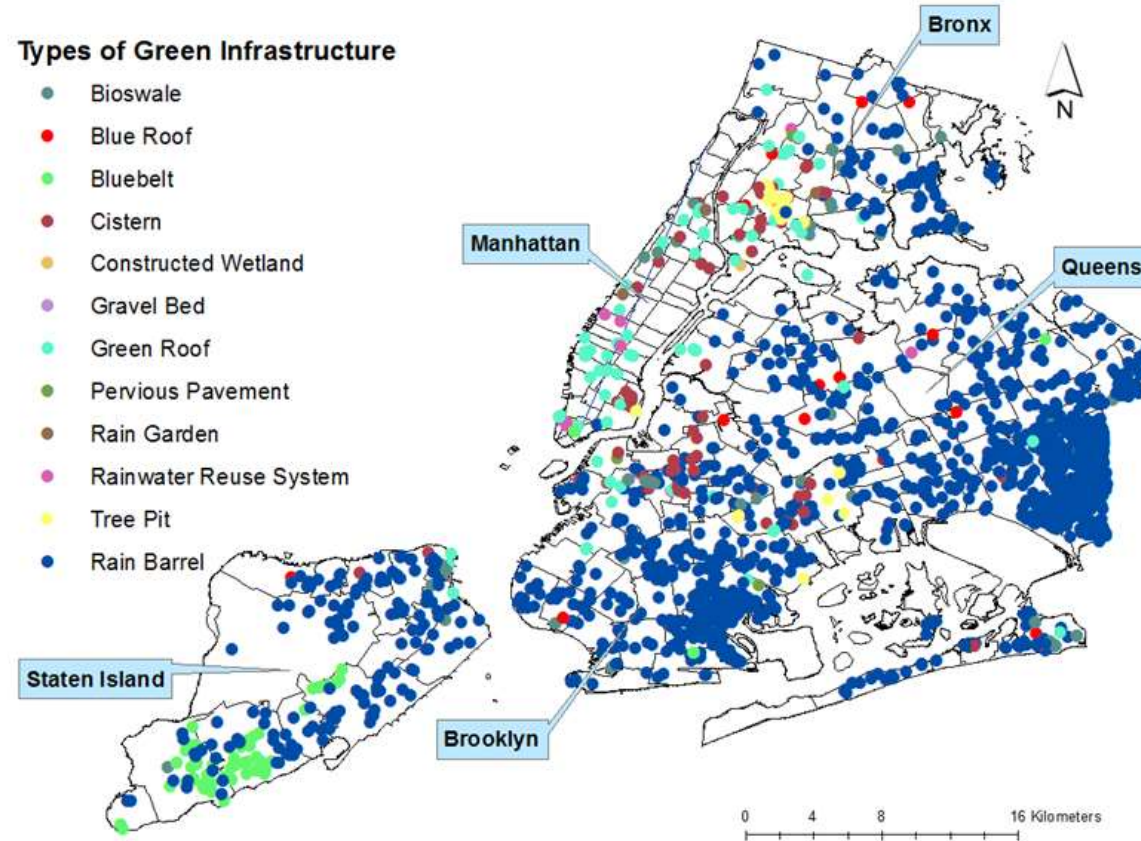 Types of Green Infrastructure
Bioswale
Blue Roof
Bluebelt
Cistern
Constructed Wetland
Gravel Bed
Green Roof
Pervious Pavement
Rain Garden
Rainwater Reuse System
Tree Pit
Rain Barrel
Bronx
N
Manhattan
Queens
Staten Island
Brooklyn
0 4 8 16 Kilometers